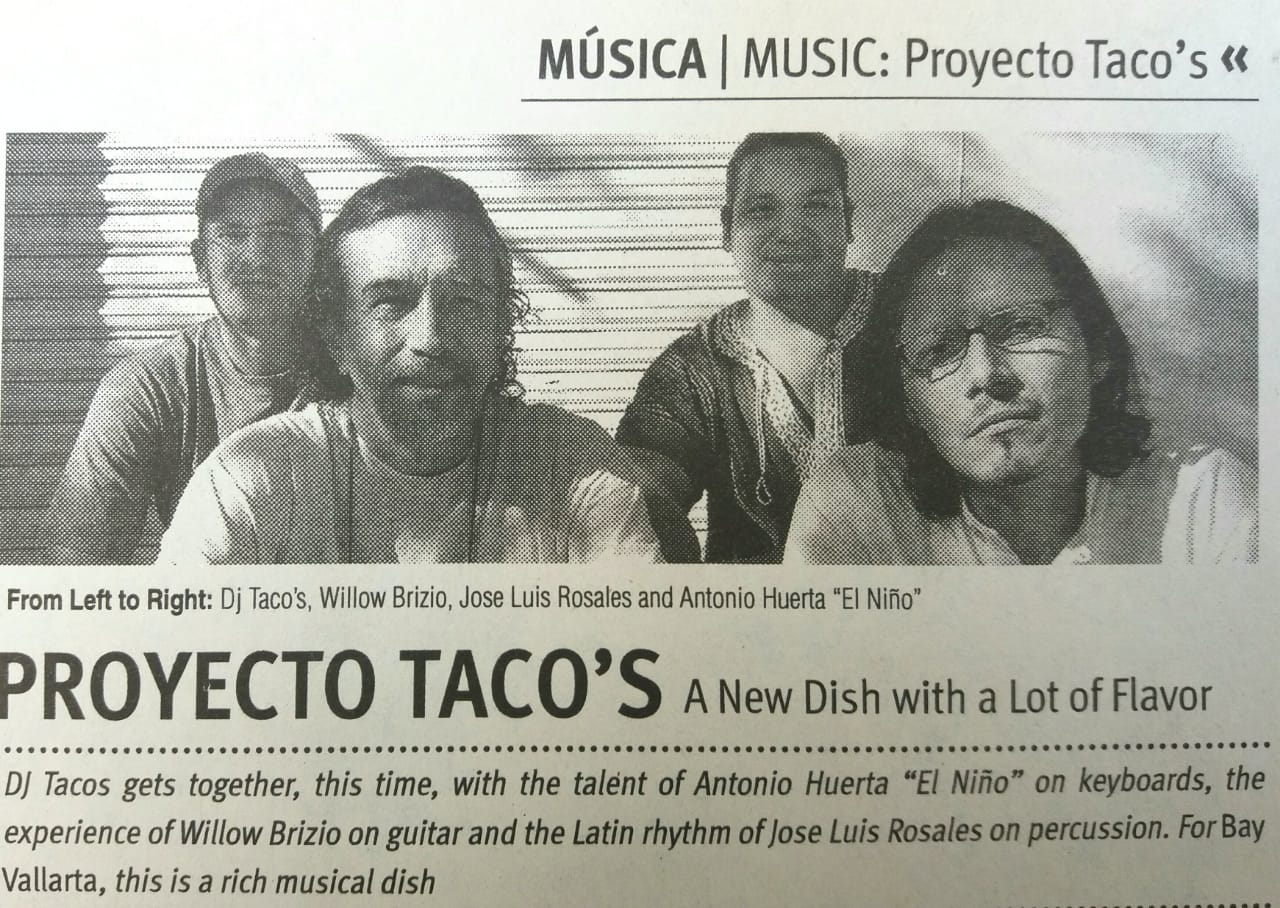 MÚSICA | MUSIC: Proyecto Taco's «
From Left to Right: Dj Taco's, Willow Brizio, Jose Luis Rosales and Antonio Huerta "El Niño"
PROYECTO TACO'S A New Dish with a Lot of Flavor
DJ Tacos gets together, this time, with the talent of Antonio Huerta "El Niño" on keyboards, the
experience of Willow Brizio on guitar and the Latin rhythm of Jose Luis Rosales on percussion. For Bay
Vallarta, this is a rich musical dish